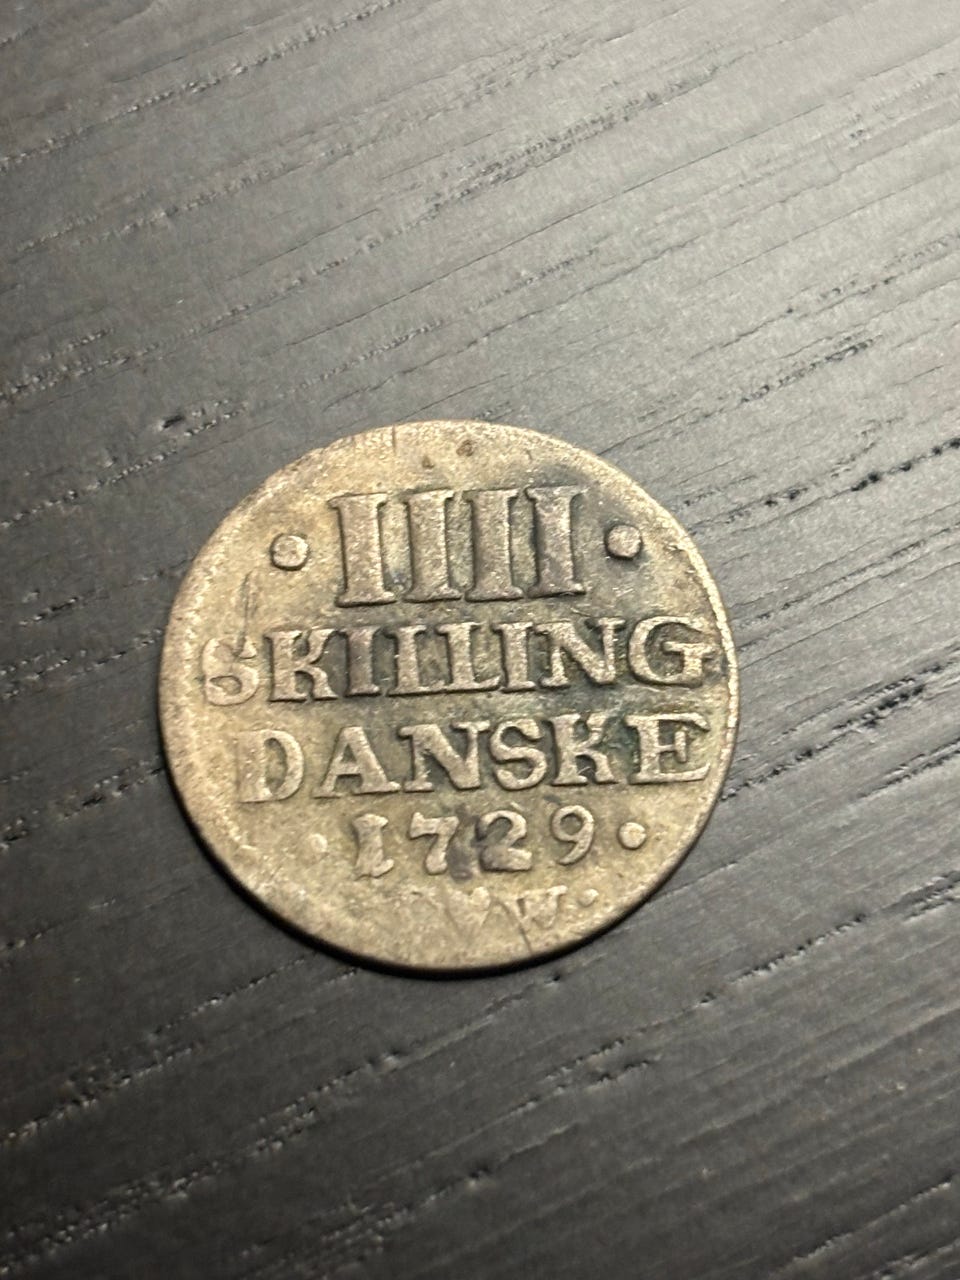 · IIII ·
SKILLING
DANSKE
· 1729 ·